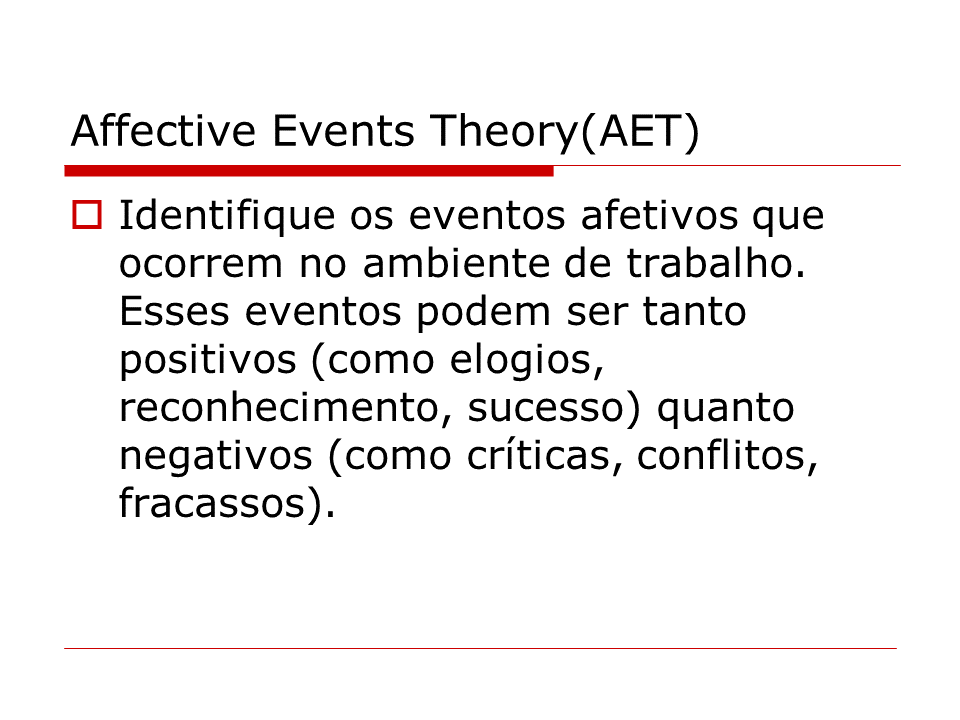 Affective Events Theory(AET)
Identifique os eventos afetivos que
ocorrem no ambiente de trabalho.
Esses eventos podem ser tanto
positivos (como elogios,
reconhecimento, sucesso) quanto
negativos (como críticas, conflitos,
fracassos).